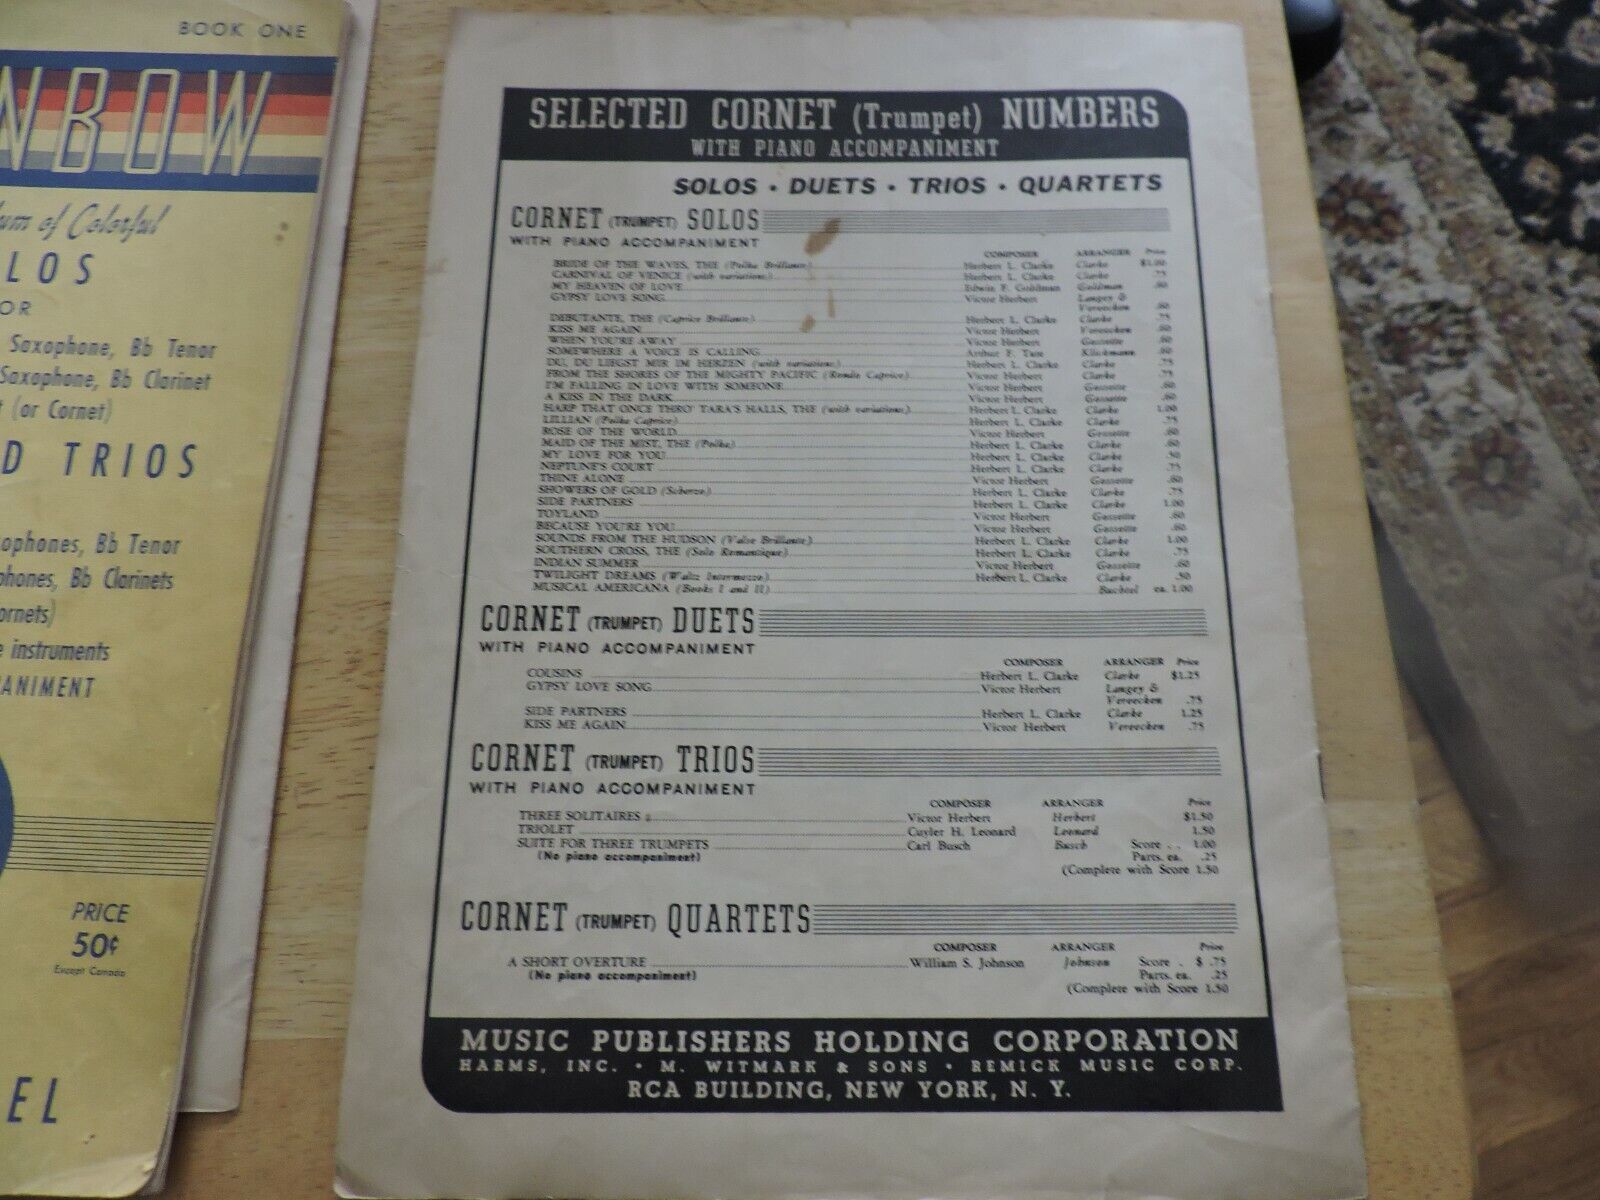 BOOK ONE
NBOW
lum of Colorful
LOS
OR
Saxophone, Bb Tenor
Saxophone, Bb Clarinet
t (or Cornet)
D TRIOS
ophones, Bb Tenor
phones, Bb Clarinets
ornets)
e instruments
ANIMENT
PRICE
50¢
Except Canada
EL
SELECTED CORNET (Trumpet) NUMBERS
WITH PIANO ACCOMPANIMENT
SOLOS • DUETS • TRIOS • QUARTETS
CORNET (TRUMPET) SOLOS
WITH PIANO ACCOMPANIMENT
COMPOSER ARRANGER Price
BRIDE OF THE WAVES, THE (Polka Brillante) Herbert L. Clarke Clarke $1.00
CARNIVAL OF VENICE (with variations) Herbert L. Clarke Clarke .75
MY HEAVEN OF LOVE Edwin F. Goldman Goldman .60
GYPSY LOVE SONG Victor Herbert Langey &
Vereecken .60
DEBUTANTE, THE (Caprice Brillante) Herbert L. Clarke Clarke .75
KISS ME AGAIN Victor Herbert Vereecken .60
WHEN YOU'RE AWAY Victor Herbert Gassette .60
SOMEWHERE A VOICE IS CALLING Arthur F. Tate Klickmann .60
DU, DU LIEGST MIR IM HERZEN (with variations) Herbert L. Clarke Clarke .75
FROM THE SHORES OF THE MIGHTY PACIFIC (Rondo Caprice) Herbert L. Clarke Clarke .75
I'M FALLING IN LOVE WITH SOMEONE Victor Herbert Gassette .60
A KISS IN THE DARK Victor Herbert Gassette .60
HARP THAT ONCE THRO' TARA'S HALLS, THE (with variations) Herbert L. Clarke Clarke 1.00
LILLIAN (Polka Caprice) Herbert L. Clarke Clarke .75
ROSE OF THE WORLD Victor Herbert Gassette .60
MAID OF THE MIST, THE (Polka) Herbert L. Clarke Clarke .60
MY LOVE FOR YOU Herbert L. Clarke Clarke .50
NEPTUNE'S COURT Herbert L. Clarke Clarke .75
THINE ALONE Victor Herbert Gassette .60
SHOWERS OF GOLD (Scherzo) Herbert L. Clarke Clarke .75
SIDE PARTNERS Herbert L. Clarke Clarke 1.00
TOYLAND Victor Herbert Gassette .60
BECAUSE YOU'RE YOU Victor Herbert Gassette .60
SOUNDS FROM THE HUDSON (Valse Brillante) Herbert L. Clarke Clarke 1.00
SOUTHERN CROSS, THE (Solo Romantique) Herbert L. Clarke Clarke .75
INDIAN SUMMER Victor Herbert Gassette .60
TWILIGHT DREAMS (Waltz Intermezzo) Herbert L. Clarke Clarke .50
MUSICAL AMERICANA (Books I and II) Buchtel ea. 1.00
CORNET (TRUMPET) DUETS
WITH PIANO ACCOMPANIMENT
COMPOSER ARRANGER Price
COUSINS Herbert L. Clarke Clarke $1.25
GYPSY LOVE SONG Victor Herbert Langey &
Vereecken .75
SIDE PARTNERS Herbert L. Clarke Clarke 1.25
KISS ME AGAIN Victor Herbert Vereecken .75
CORNET (TRUMPET) TRIOS
WITH PIANO ACCOMPANIMENT
COMPOSER ARRANGER Price
THREE SOLITAIRES Victor Herbert Herbert $1.50
TRIOLET Cuyler H. Leonard Leonard 1.50
SUITE FOR THREE TRUMPETS Carl Busch Busch Score . . 1.00
(No piano accompaniment) Parts, ea. .25
(Complete with Score 1.50
CORNET (TRUMPET) QUARTETS
COMPOSER ARRANGER Price
A SHORT OVERTURE William S. Johnson Johnson Score . $ .75
(No piano accompaniment) Parts, ea. .25
(Complete with Score 1.50
MUSIC PUBLISHERS HOLDING CORPORATION
HARMS, INC. • M. WITMARK & SONS • REMICK MUSIC CORP.
RCA BUILDING, NEW YORK, N. Y.